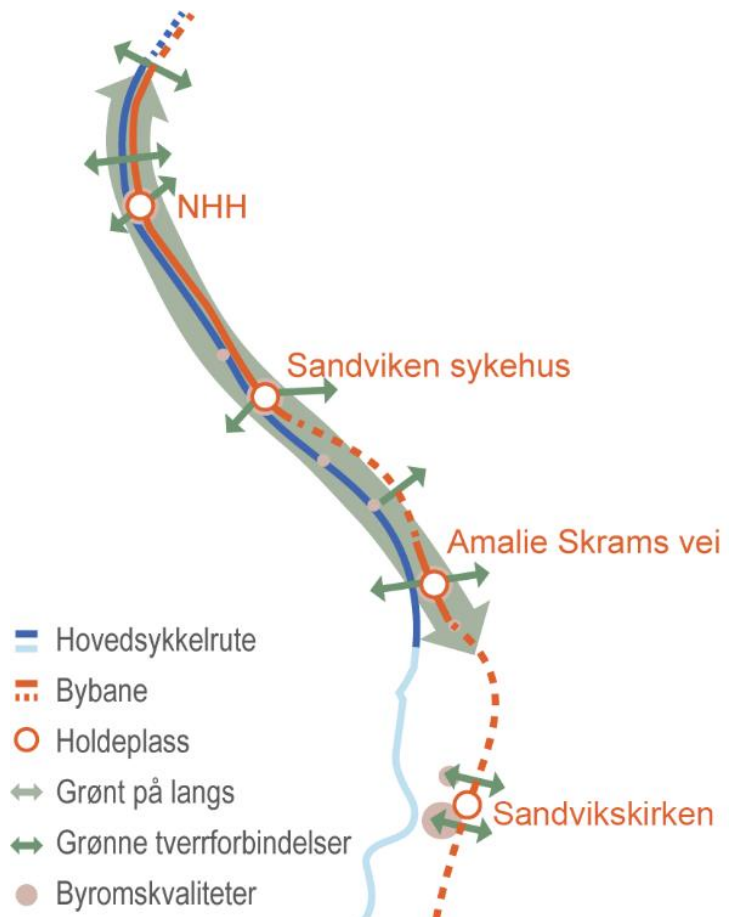 NHH
Sandviken sykehus
Amalie Skrams vei
Hovedsykkelrute
Bybane
Holdeplass
Grønt på langs
Grønne tverrforbindelser
Byromskvaliteter
Sandvikskirken